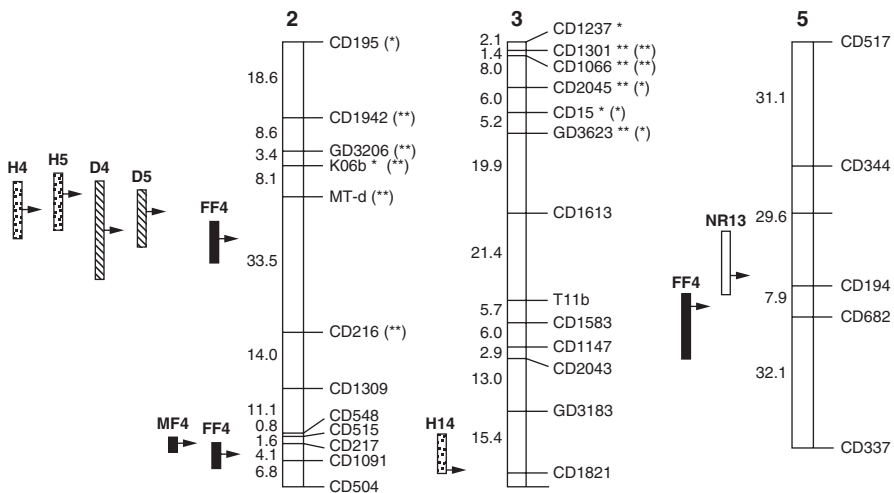 2
CD195 (*)
18.6
CD1942 (**)
8.6
GD3206 (**)
3.4
K06b * (**)
8.1
MT-d (**)
33.5
CD216 (**)
14.0
CD1309
11.1
CD548
0.8
CD515
1.6
CD217
4.1
CD1091
6.8
CD504
H4
H5
D4
D5
FF4
MF4
FF4
3
CD1237 *
2.1
CD1301 ** (**)
1.4
CD1066 ** (**)
8.0
CD2045 ** (*)
6.0
CD15 * (*)
5.2
GD3623 ** (*)
19.9
CD1613
21.4
T11b
5.7
CD1583
6.0
CD1147
2.9
CD2043
13.0
GD3183
15.4
CD1821
H14
5
CD517
31.1
CD344
29.6
CD194
7.9
CD682
32.1
CD337
NR13
FF4